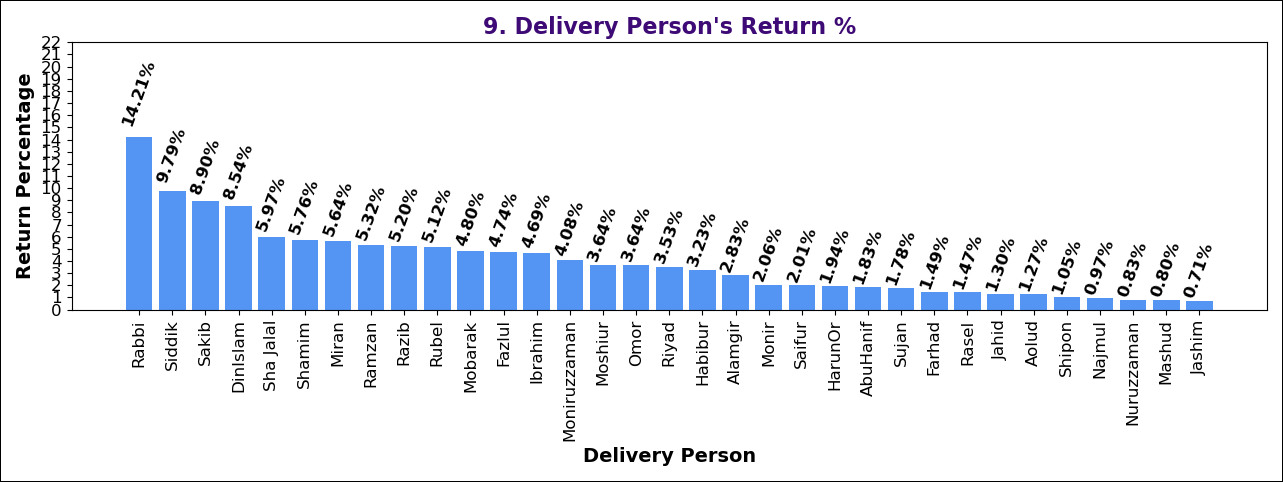 9. Delivery Person's Return %
Return Percentage
22
21
20
19
18
17
16
15
14
13
12
11
10
9
8
7
6
5
4
3
2
1
0
14.21%
9.79%
8.90%
8.54%
5.97%
5.76%
5.64%
5.32%
5.20%
5.12%
4.80%
4.74%
4.69%
4.08%
3.64%
3.64%
3.53%
3.23%
2.83%
2.06%
2.01%
1.94%
1.83%
1.78%
1.49%
1.47%
1.30%
1.27%
1.05%
0.97%
0.83%
0.80%
0.71%
Rabbi
Siddik
Sakib
DinIslam
Sha Jalal
Shamim
Miran
Ramzan
Razib
Rubel
Mobarak
Fazlul
Ibrahim
Moniruzzaman
Moshiur
Omor
Riyad
Habibur
Alamgir
Monir
Saifur
HarunOr
AbuHanif
Sujan
Farhad
Rasel
Jahid
Aolud
Shipon
Najmul
Nuruzzaman
Mashud
Jashim
Delivery Person